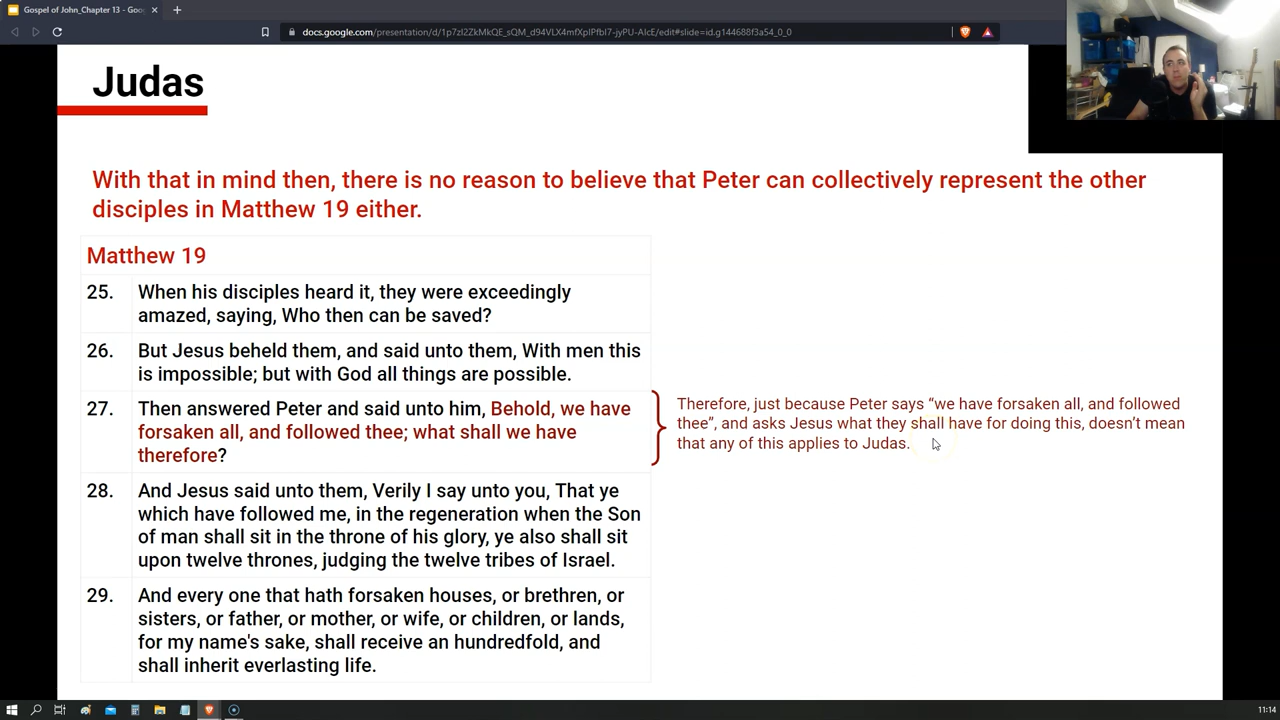 Gospel of John_Chapter 13 - Goo
docs.google.com/presentation/d/1p7zI2ZkMkQE_sQM_d94VLX4mfXpIPfbI7-jyPU-AIcE/edit#slide=id.g144688f3a54_0_0
Judas
With that in mind then, there is no reason to believe that Peter can collectively represent the other
disciples in Matthew 19 either.
Matthew 19
25. When his disciples heard it, they were exceedingly
amazed, saying, Who then can be saved?
26. But Jesus beheld them, and said unto them, With men this
is impossible; but with God all things are possible.
27. Then answered Peter and said unto him, Behold, we have
forsaken all, and followed thee; what shall we have
therefore?
Therefore, just because Peter says “we have forsaken all, and followed
thee”, and asks Jesus what they shall have for doing this, doesn’t mean
that any of this applies to Judas.
28. And Jesus said unto them, Verily I say unto you, That ye
which have followed me, in the regeneration when the Son
of man shall sit in the throne of his glory, ye also shall sit
upon twelve thrones, judging the twelve tribes of Israel.
29. And every one that hath forsaken houses, or brethren, or
sisters, or father, or mother, or wife, or children, or lands,
for my name's sake, shall receive an hundredfold, and
shall inherit everlasting life.
11:14